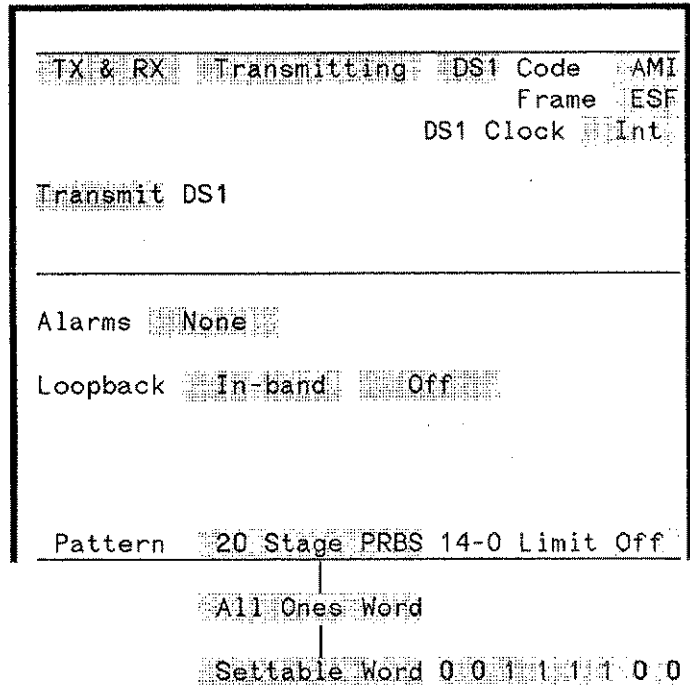 TX & RX Transmitting DS1 Code AMI
Frame ESF
DS1 Clock Int
Transmit DS1
Alarms None
Loopback In-band Off
Pattern 20 Stage PRBS 14-0 Limit Off
All Ones Word
Settable Word 0 0 1 1 1 1 0 0